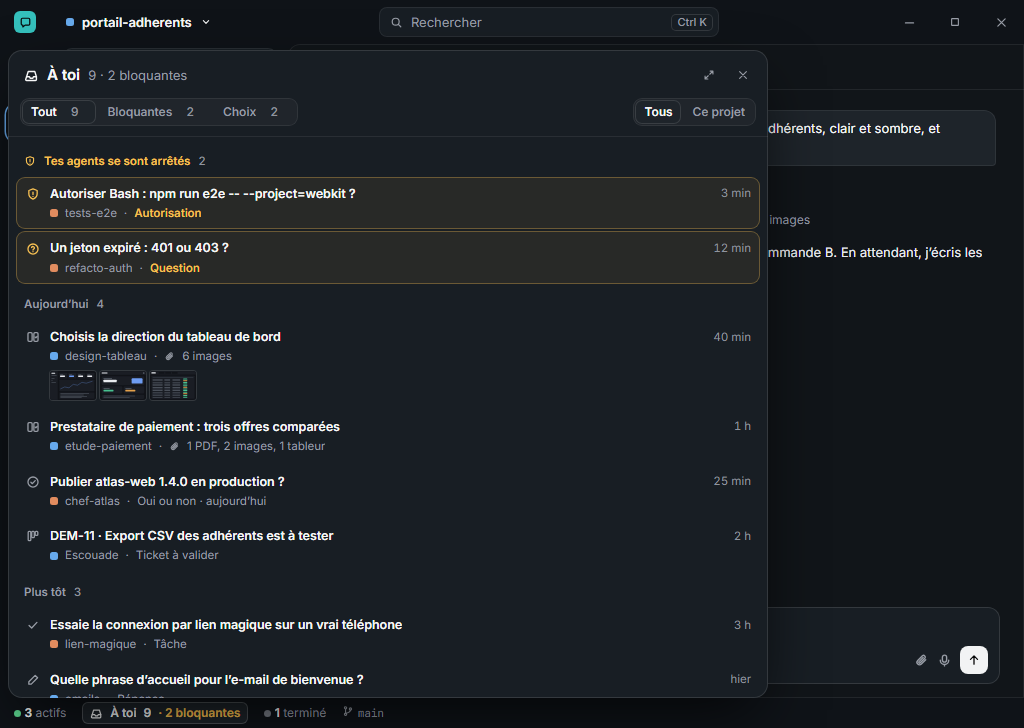 portail-adherents
Rechercher
Ctrl K
À toi 9 · 2 bloquantes
Tout 9 Bloquantes 2 Choix 2
Tous Ce projet
dhérents, clair et sombre, et
Tes agents se sont arrêtés 2
Autoriser Bash : npm run e2e -- --project=webkit ? 3 min
tests-e2e · Autorisation
images
Un jeton expiré : 401 ou 403 ? 12 min
mmande B. En attendant, j’écris les
refacto-auth · Question
Aujourd’hui 4
Choisis la direction du tableau de bord 40 min
design-tableau · 6 images
Prestataire de paiement : trois offres comparées 1 h
etude-paiement · 1 PDF, 2 images, 1 tableur
Publier atlas-web 1.4.0 en production ? 25 min
chef-atlas · Oui ou non · aujourd’hui
DEM-11 · Export CSV des adhérents est à tester 2 h
Escouade · Ticket à valider
Plus tôt 3
Essaie la connexion par lien magique sur un vrai téléphone 3 h
lien-magique · Tâche
Quelle phrase d’accueil pour l’e-mail de bienvenue ? hier
3 actifs À toi 9 · 2 bloquantes 1 terminé main